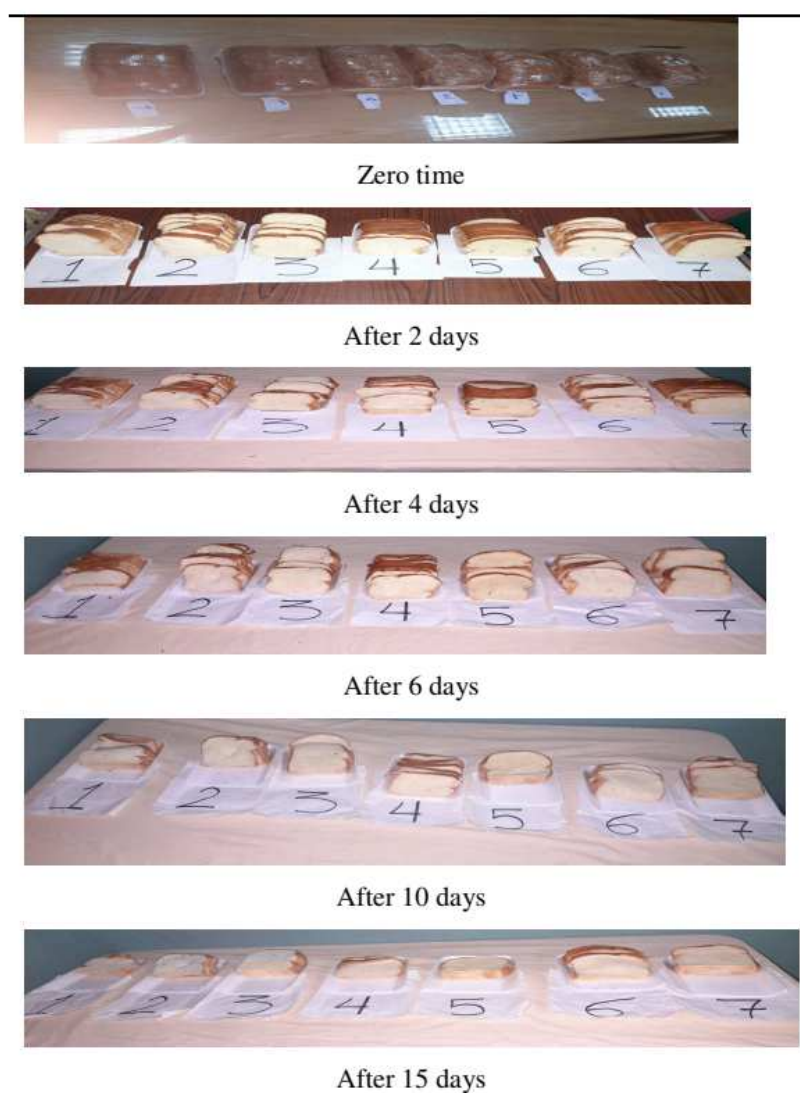 Zero time
1 2 3 4 5 6 7
After 2 days
1 2 3 4 5 6 7
After 4 days
1 2 3 4 5 6 7
After 6 days
1 2 3 4 5 6 7
After 10 days
1 2 3 4 5 6 7
After 15 days